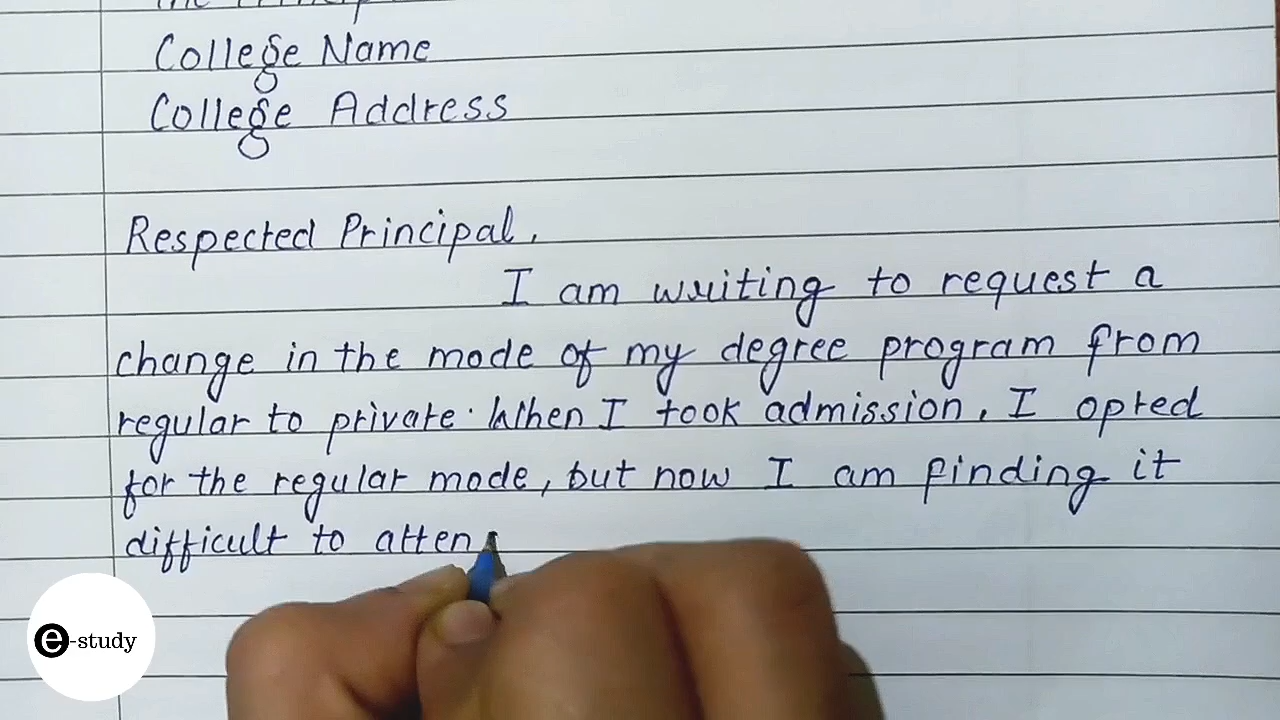 College Name
College Address
Respected Principal,
I am writing to request a
change in the mode of my degree program from
regular to private. When I took admission, I opted
for the regular mode, but now I am finding it
difficult to atten
e-study